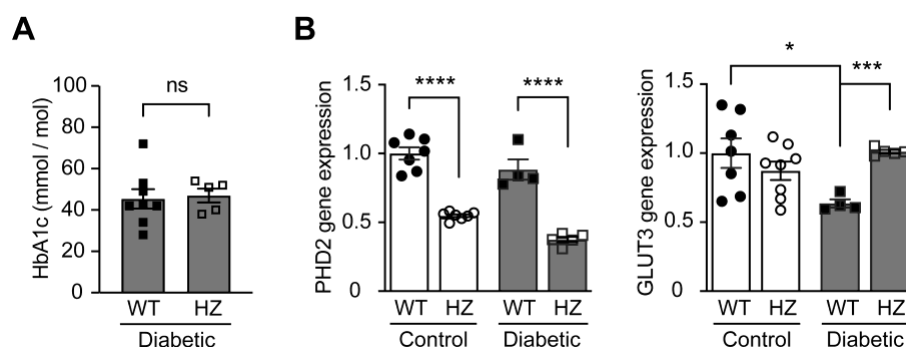 A
HbA1c (mmol / mol)
100
80
60
40
20
0
ns
WT HZ
Diabetic
B
PHD2 gene expression
1.5
1.0
0.5
0
**** ****
WT HZ WT HZ
Control Diabetic
GLUT3 gene expression
1.5
1.0
0.5
0
* ***
WT HZ WT HZ
Control Diabetic